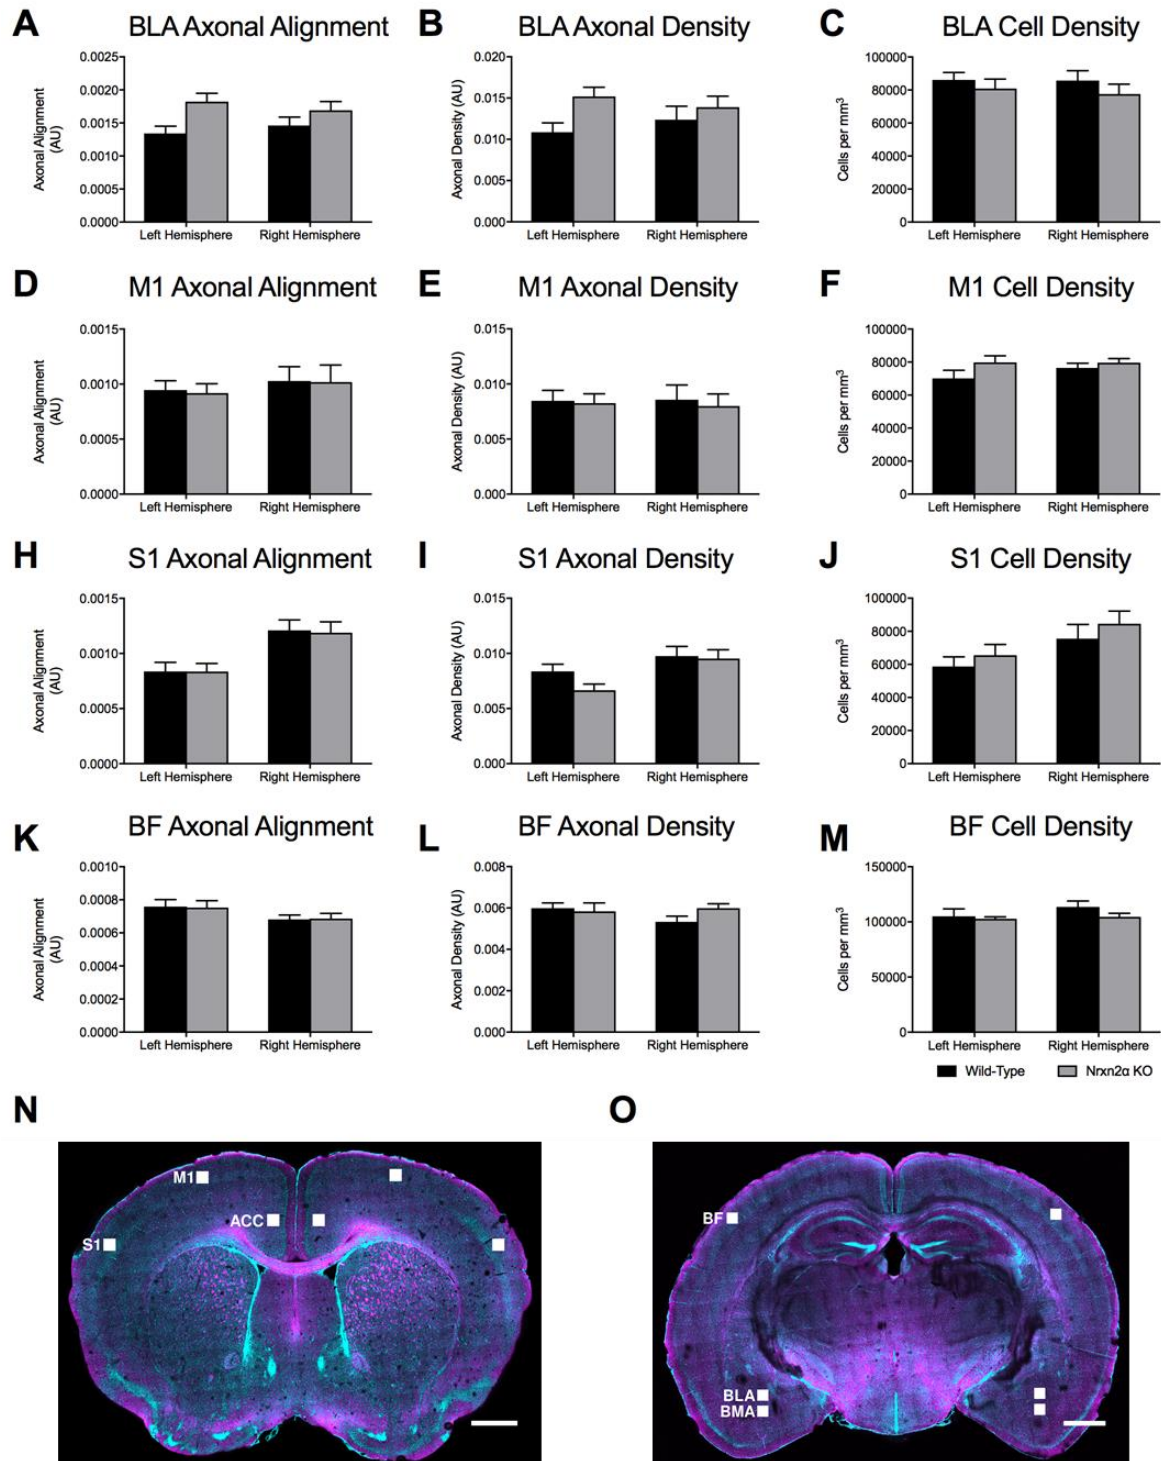 A BLA Axonal Alignment B BLA Axonal Density C BLA Cell Density
0.0025
0.0020
0.0015
0.0010
0.0005
0.0000
Axonal Alignment
(AU)
Left Hemisphere Right Hemisphere
0.020
0.015
0.010
0.005
0.000
Axonal Density (AU)
Left Hemisphere Right Hemisphere
100000
80000
60000
40000
20000
0
Cells per mm³
Left Hemisphere Right Hemisphere
D M1 Axonal Alignment E M1 Axonal Density F M1 Cell Density
0.0015
0.0010
0.0005
0.0000
Axonal Alignment
(AU)
Left Hemisphere Right Hemisphere
0.015
0.010
0.005
0.000
Axonal Density (AU)
Left Hemisphere Right Hemisphere
100000
80000
60000
40000
20000
0
Cells per mm³
Left Hemisphere Right Hemisphere
H S1 Axonal Alignment I S1 Axonal Density J S1 Cell Density
0.0015
0.0010
0.0005
0.0000
Axonal Alignment
(AU)
Left Hemisphere Right Hemisphere
0.015
0.010
0.005
0.000
Axonal Density (AU)
Left Hemisphere Right Hemisphere
100000
80000
60000
40000
20000
0
Cells per mm³
Left Hemisphere Right Hemisphere
K BF Axonal Alignment L BF Axonal Density M BF Cell Density
0.0010
0.0008
0.0006
0.0004
0.0002
0.0000
Axonal Alignment
(AU)
Left Hemisphere Right Hemisphere
0.008
0.006
0.004
0.002
0.000
Axonal Density (AU)
Left Hemisphere Right Hemisphere
150000
100000
50000
0
Cells per mm³
Left Hemisphere Right Hemisphere
Wild-Type Nrxn2α KO
N O
M1
ACC
S1
BF
BLA
BMA